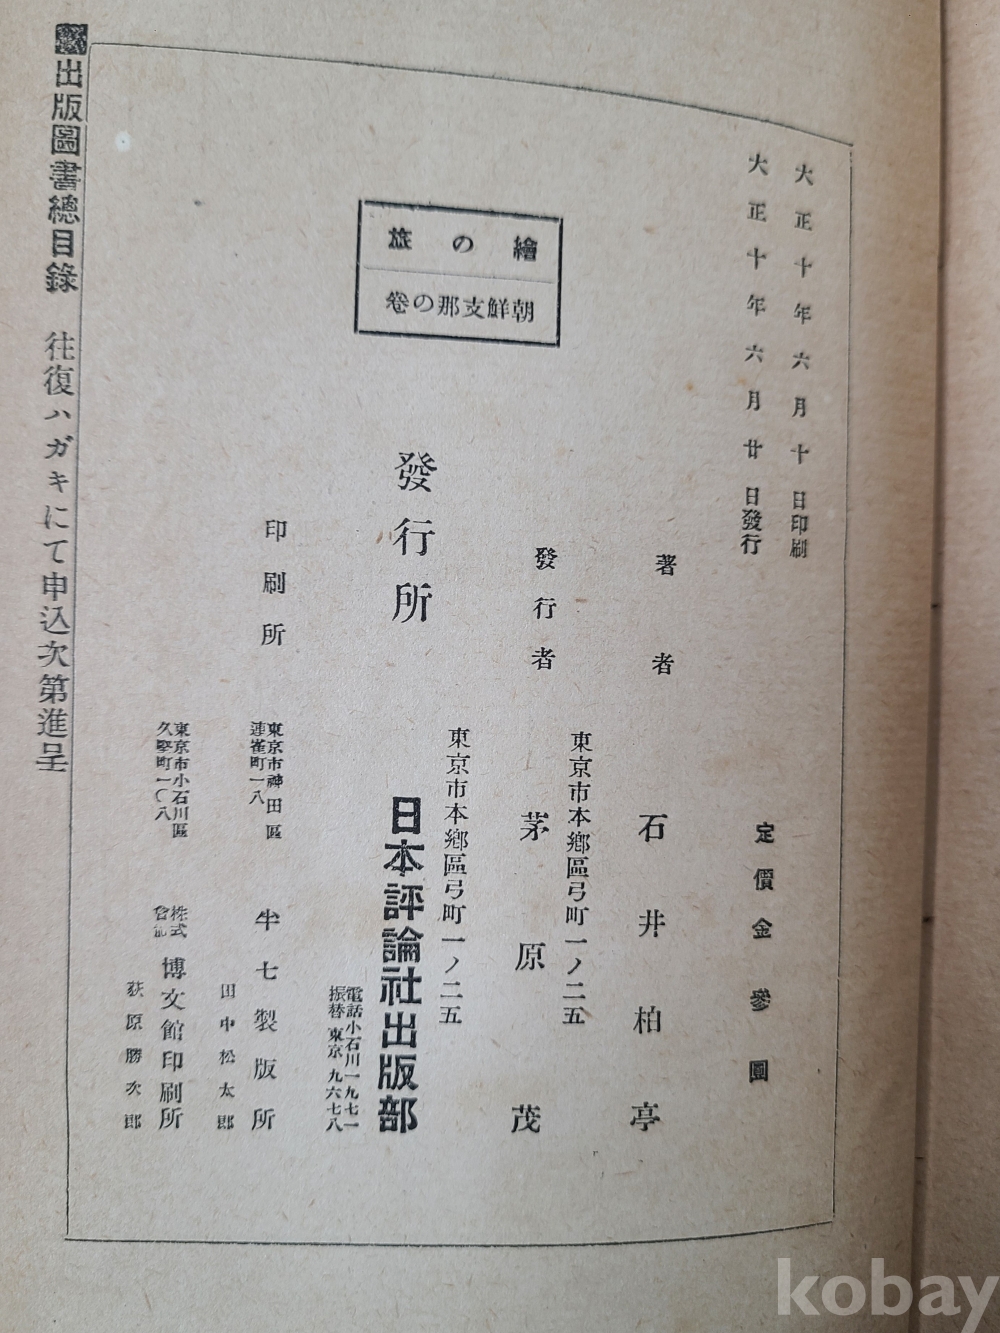 大正十年六月十日印刷
大正十年六月廿日發行
定價金參圓
繪の旅
朝鮮支那の卷
著者
石井柏亭
東京市本鄕區弓町一ノ二五
發行者
茅原茂
東京市本鄕區弓町一ノ二五
發行所
日本評論社出版部
電話小石川一九七一
振替東京九六七八
印刷所
東京市神田區
連雀町一八
半七製版所
田中松太郎
東京市小石川區
久堅町一〇八
株式
會社
博文館印刷所
荻原勝次郎
出版圖書總目錄 往復ハガキにて申込次第進呈
kobay